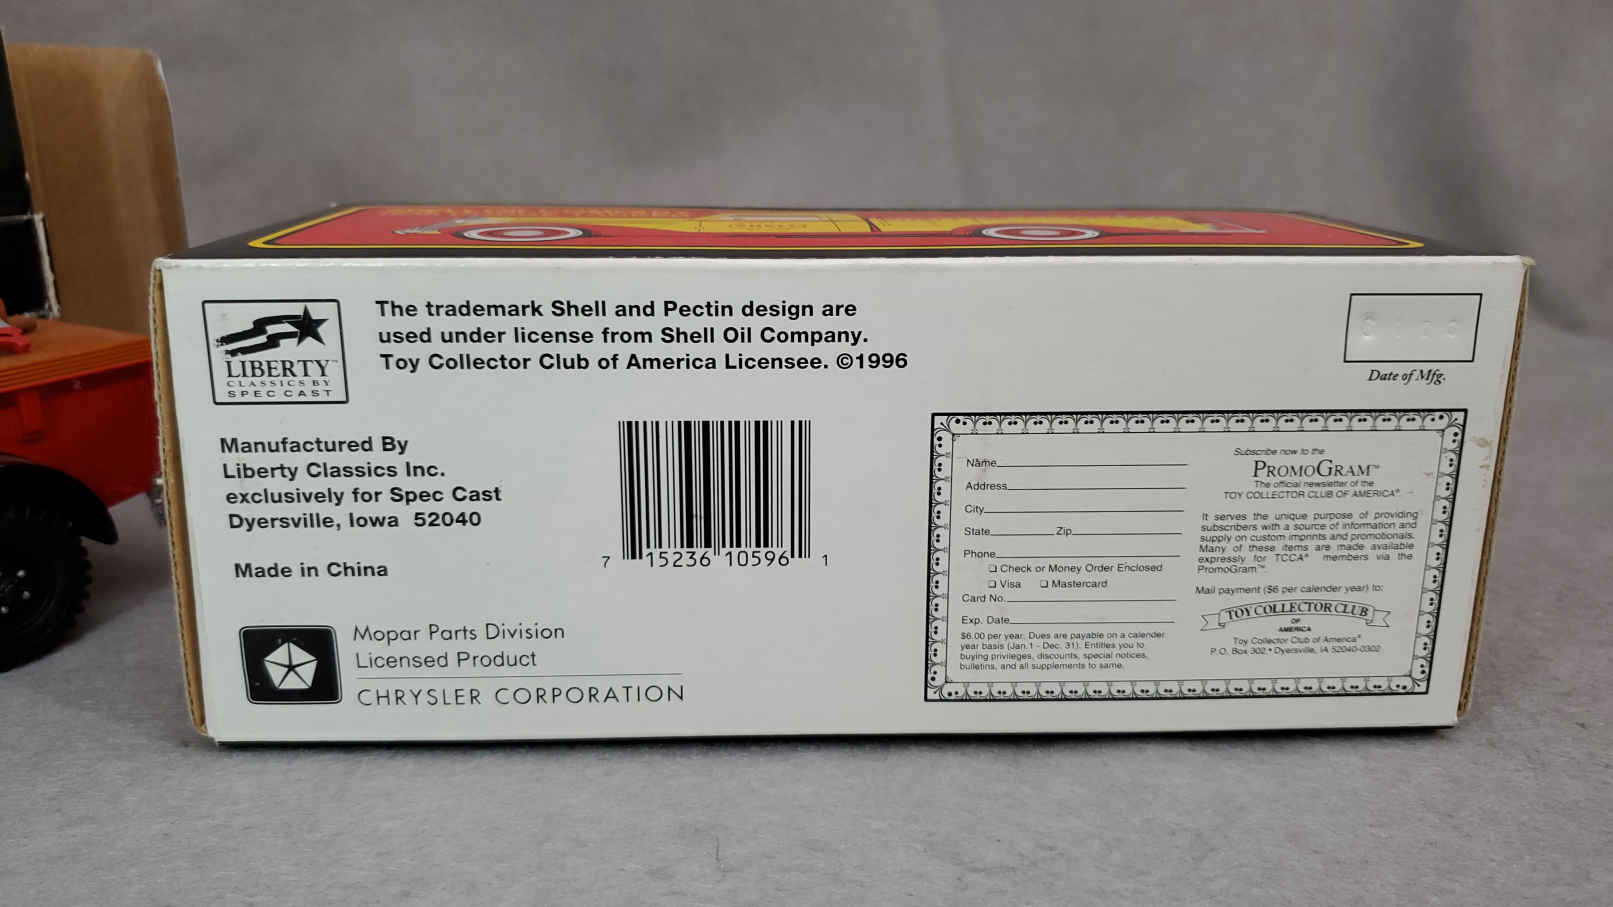 LIBERTY™
CLASSICS BY
SPEC CAST
The trademark Shell and Pectin design are
used under license from Shell Oil Company.
Toy Collector Club of America Licensee. ©1996
Date of Mfg.
Manufactured By
Liberty Classics Inc.
exclusively for Spec Cast
Dyersville, Iowa 52040
Made in China
7 15236 10596 1
Mopar Parts Division
Licensed Product
CHRYSLER CORPORATION
Name
Address
City
State Zip
Phone
❏ Check or Money Order Enclosed
❏ Visa ❏ Mastercard
Card No.
Exp. Date
$6.00 per year. Dues are payable on a calender
year basis (Jan.1 - Dec. 31). Entitles you to
buying privileges, discounts, special notices,
bulletins, and all supplements to same.
Subscribe now to the
PROMOGRAM™
The official newsletter of the
TOY COLLECTOR CLUB OF AMERICA®.
It serves the unique purpose of providing
subscribers with a source of information and
supply on custom imprints and promotionals.
Many of these items are made available
expressly for TCCA® members via the
PromoGram™.
Mail payment ($6 per calender year) to:
TOY COLLECTOR CLUB
OF
AMERICA
Toy Collector Club of America®
P.O. Box 302 • Dyersville, IA 52040-0302